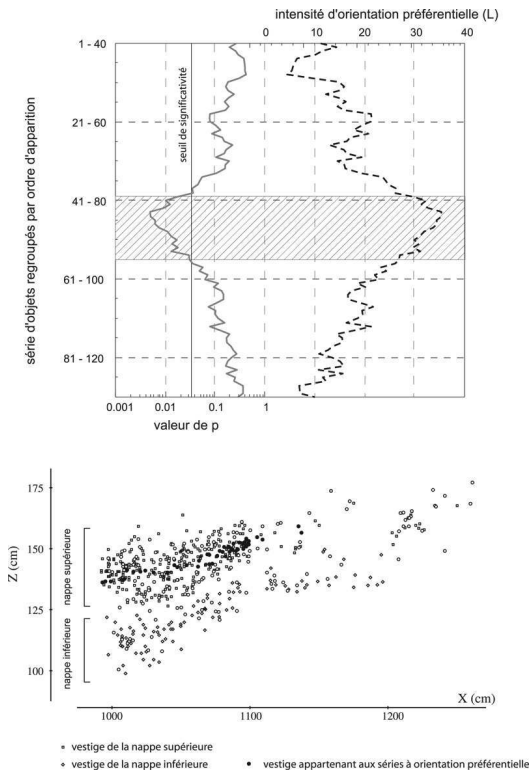 intensité d'orientation préférentielle (L)
0 10 20 30 40
1 - 40
21 - 60
41 - 80
61 - 100
81 - 120
série d'objets regroupés par ordre d'apparition
seuil de significativité
0.001 0.01 0.1 1
valeur de p
175
150
125
100
Z (cm)
nappe supérieure
nappe inférieure
X (cm)
1000 1100 1200
vestige de la nappe supérieure
vestige de la nappe inférieure vestige appartenant aux séries à orientation préférentielle